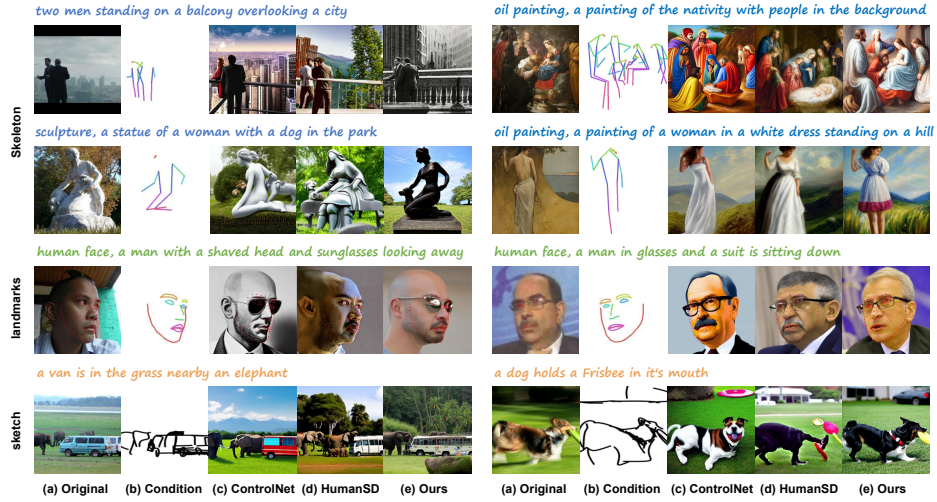 two men standing on a balcony overlooking a city
oil painting, a painting of the nativity with people in the background
Skeleton
sculpture, a statue of a woman with a dog in the park
oil painting, a painting of a woman in a white dress standing on a hill
human face, a man with a shaved head and sunglasses looking away
human face, a man in glasses and a suit is sitting down
landmarks
a van is in the grass nearby an elephant
a dog holds a Frisbee in it's mouth
sketch
(a) Original (b) Condition (c) ControlNet (d) HumanSD (e) Ours
(a) Original (b) Condition (c) ControlNet (d) HumanSD (e) Ours